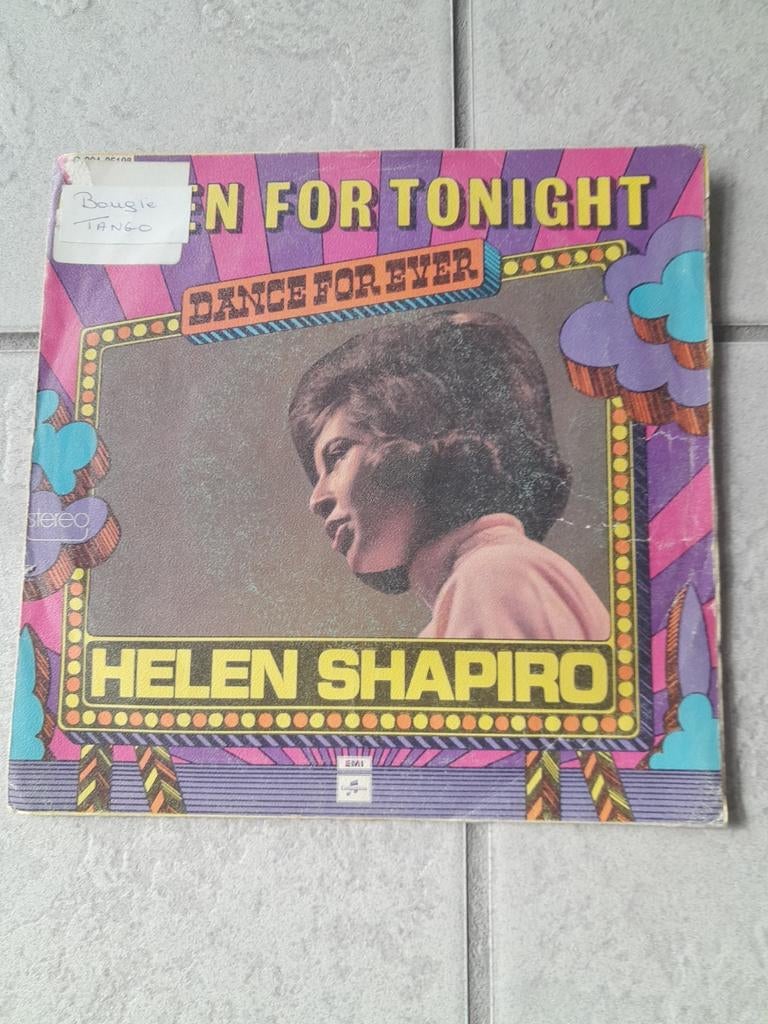 Bougie
TANGO
EN FOR TONIGHT
DANCE FOR EVER
stereo
HELEN SHAPIRO
EMI